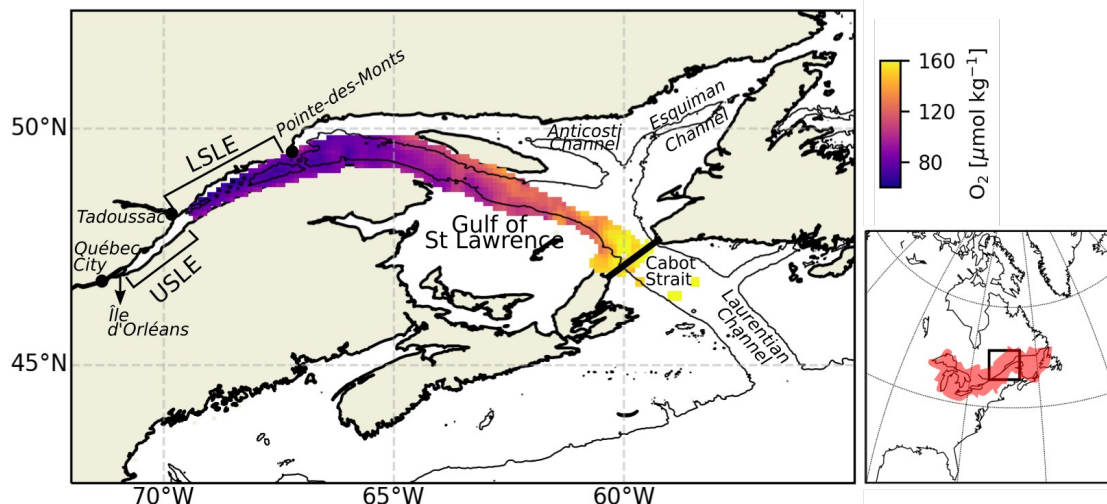 50°N
45°N
70°W
65°W
60°W
Pointe-des-Monts
LSLE
Tadoussac
Québec
City
USLE
Île
d'Orléans
Gulf of
St Lawrence
Anticosti
Channel
Esquiman
Channel
Cabot
Strait
Laurentian
Channel
160
120
80
O₂ [µmol kg⁻¹]